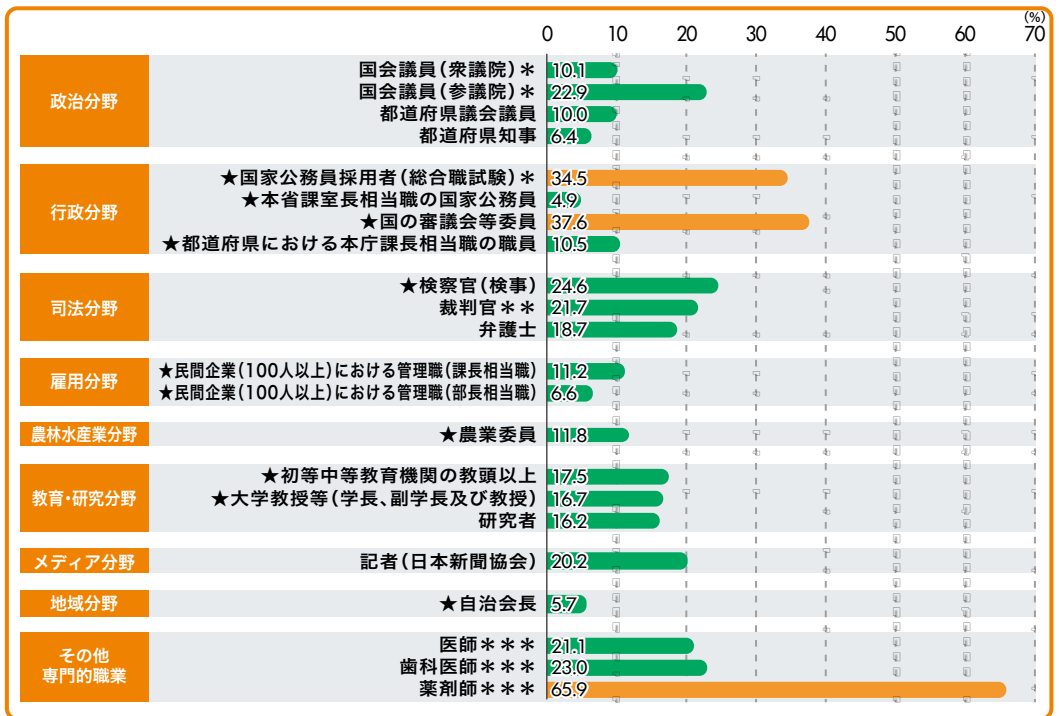 (%)
0 10 20 30 40 50 60 70
政治分野
国会議員(衆議院)＊ 10.1
国会議員(参議院)＊ 22.9
都道府県議会議員 10.0
都道府県知事 6.4
行政分野
★国家公務員採用者(総合職試験)＊ 34.5
★本省課室長相当職の国家公務員 4.9
★国の審議会等委員 37.6
★都道府県における本庁課長相当職の職員 10.5
司法分野
★検察官(検事) 24.6
裁判官＊＊ 21.7
弁護士 18.7
雇用分野
★民間企業(100人以上)における管理職(課長相当職) 11.2
★民間企業(100人以上)における管理職(部長相当職) 6.6
農林水産業分野
★農業委員 11.8
教育・研究分野
★初等中等教育機関の教頭以上 17.5
★大学教授等(学長、副学長及び教授) 16.7
研究者 16.2
メディア分野
記者(日本新聞協会) 20.2
地域分野
★自治会長 5.7
その他
専門的職業
医師＊＊＊ 21.1
歯科医師＊＊＊ 23.0
薬剤師＊＊＊ 65.9